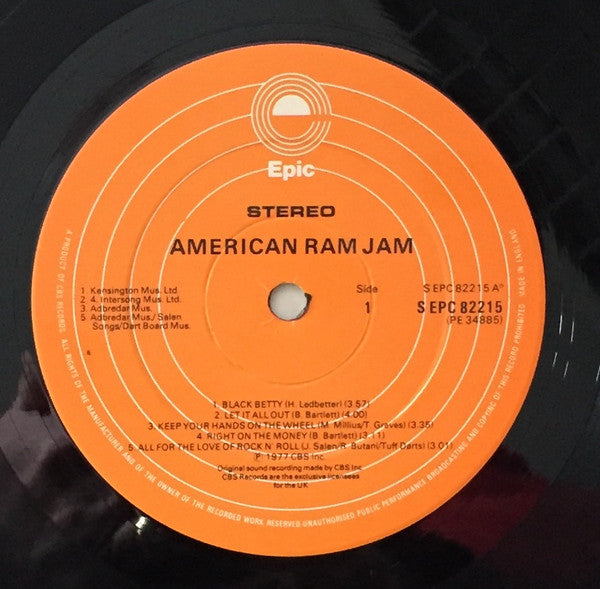 Epic
STEREO
AMERICAN RAM JAM
1 Kensington Mus. Ltd
2 4. Intersong Mus. Ltd.
3 Adbredar Mus.
5 Adbredar Mus./ Salen
Songs/Dart Board Mus.
Side
1
S EPC 82215 A°
S EPC 82215
(PE 34885)
1. BLACK BETTY (H. Ledbetter) (3.57)
2. LET IT ALL OUT (B. Bartlett) (4.00)
3. KEEP YOUR HANDS ON THE WHEEL (M. Millius/T. Graves) (3.35)
4. RIGHT ON THE MONEY (B. Bartlett) (3.11)
5. ALL FOR THE LOVE OF ROCK N' ROLL (J. Salen/R. Butani/Tuff Darts) (3.01)
℗ 1977 CBS Inc.
Original sound recording made by CBS Inc
CBS Records are the exclusive licensees
for the UK
A PRODUCT OF CBS RECORDS. ALL RIGHTS OF THE MANUFACTURER AND OF THE OWNER OF THE RECORDED WORK RESERVED·UNAUTHORISED PUBLIC PERFORMANCE BROADCASTING AND COPYING OF THIS RECORD PROHIBITED MADE IN ENGLAND